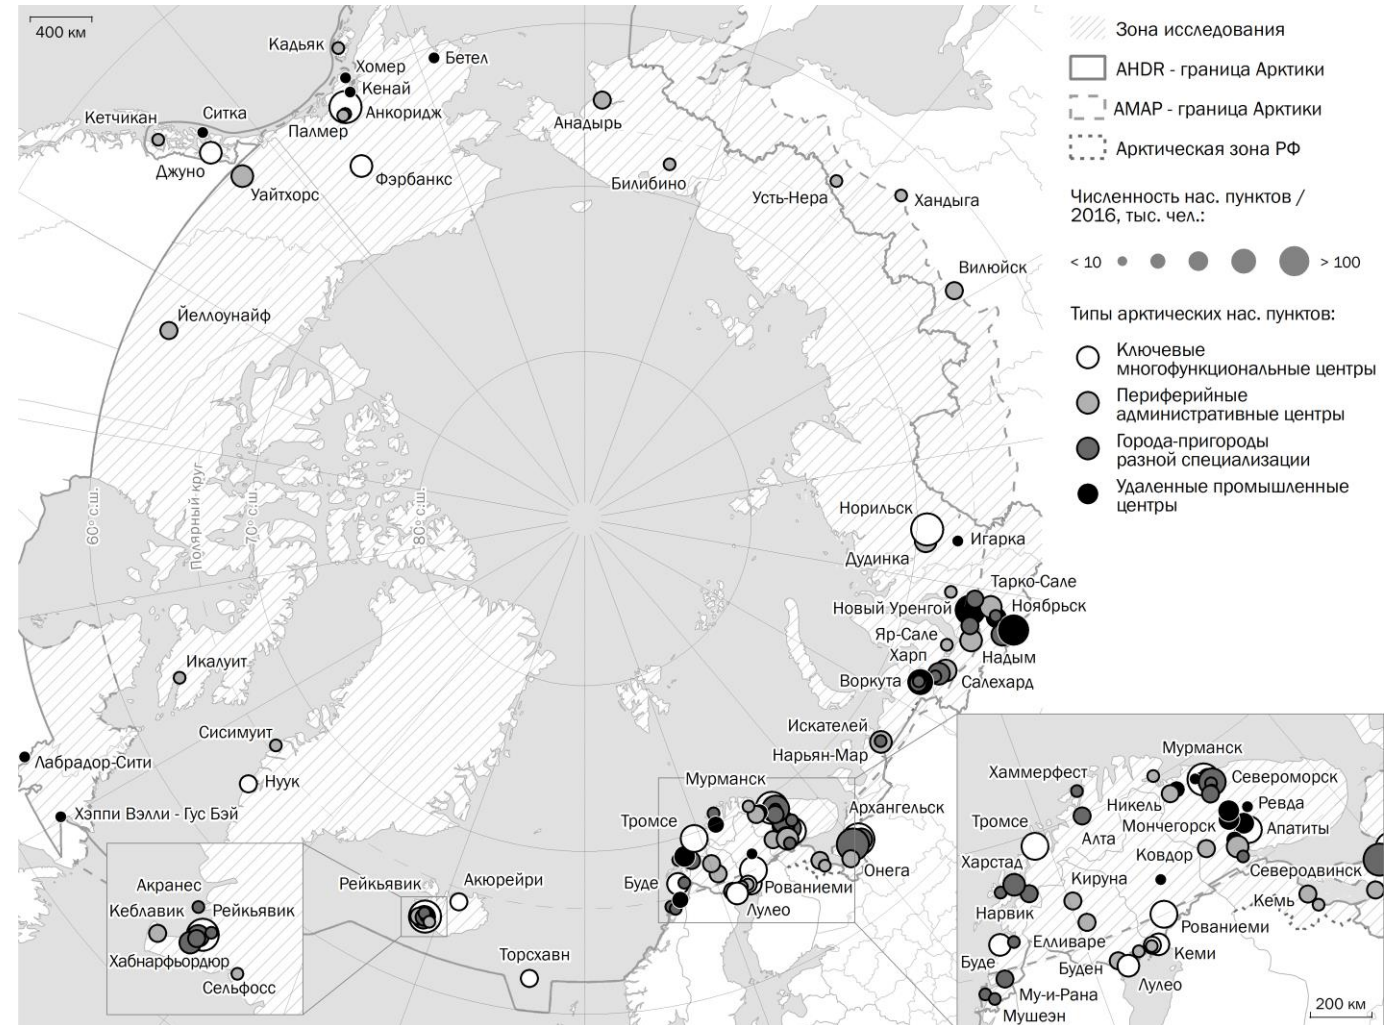 400 км
Кадьяк
Бетел
Хомер
Кенай
Анкоридж
Палмер
Ситка
Кетчикан
Джуно
Уайтхорс
Фэрбанкс
Анадырь
Билибино
Усть-Нера
Хандыга
Вилюйск
Йеллоунайф
60° с.ш.
Полярный круг
70° с.ш.
80° с.ш.
Норильск
Дудинка
Игарка
Тарко-Сале
Новый Уренгой
Ноябрьск
Яр-Сале
Надым
Харп
Воркута
Салехард
Искателей
Нарьян-Мар
Икалуит
Сисимиут
Нуук
Лабрадор-Сити
Хэппи Вэлли - Гус Бэй
Мурманск
Архангельск
Тромсе
Онега
Буде
Рованиеми
Лулео
Рейкьявик
Акюрейри
Торсхавн
Акранес
Кеблавик
Рейкьявик
Хабнарфьордюр
Сельфосс
Зона исследования
AHDR - граница Арктики
AMAP - граница Арктики
Арктическая зона РФ
Численность нас. пунктов /
2016, тыс. чел.:
< 10
> 100
Типы арктических нас. пунктов:
Ключевые
многофункциональные центры
Периферийные
административные центры
Города-пригороды
разной специализации
Удаленные промышленные
центры
Мурманск
Хаммерфест
Североморск
Никель
Ревда
Тромсе
Алта
Мончегорск
Апатиты
Харстад
Ковдор
Северодвинск
Кируна
Кемь
Нарвик
Рованиеми
Елливаре
Буде
Буден
Кеми
Лулео
Му-и-Рана
Мушеэн
200 км